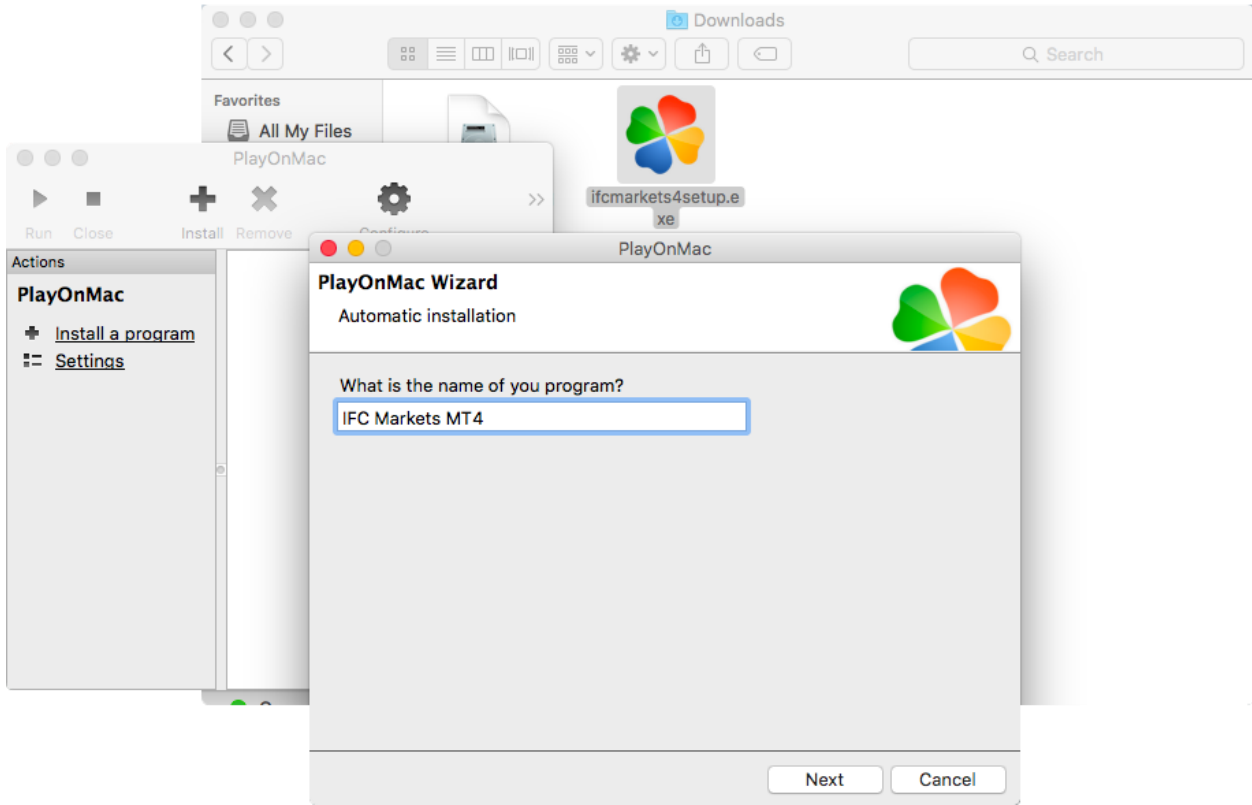 Downloads
Search
Favorites
All My Files
ifcmarkets4setup.e
xe
PlayOnMac
Run Close Install Remove Configure
Actions
PlayOnMac
Install a program
Settings
PlayOnMac
PlayOnMac Wizard
Automatic installation
What is the name of you program?
IFC Markets MT4
Next Cancel